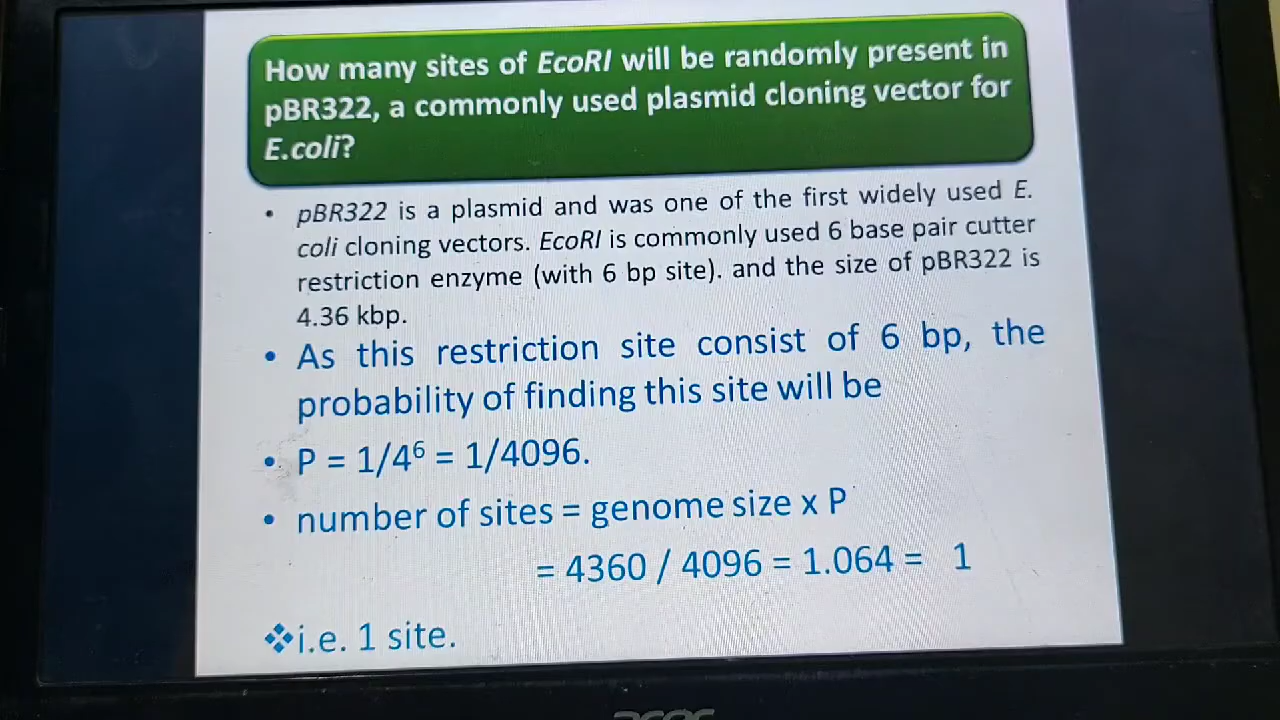 How many sites of EcoRI will be randomly present in
pBR322, a commonly used plasmid cloning vector for
E.coli?
• pBR322 is a plasmid and was one of the first widely used E.
coli cloning vectors. EcoRI is commonly used 6 base pair cutter
restriction enzyme (with 6 bp site). and the size of pBR322 is
4.36 kbp.
• As this restriction site consist of 6 bp, the
probability of finding this site will be
• P = 1/4⁶ = 1/4096.
• number of sites = genome size x P
= 4360 / 4096 = 1.064 = 1
❖i.e. 1 site.
acer